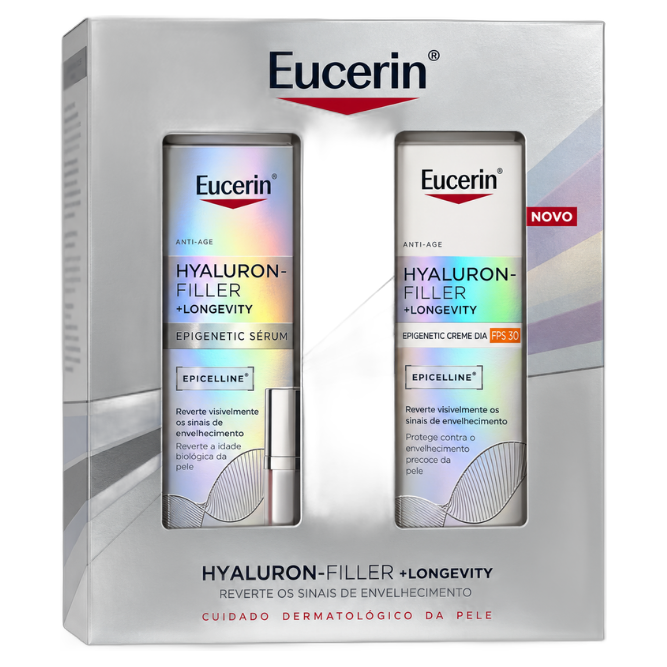 Eucerin®
Eucerin®
ANTI-AGE
HYALURON-
FILLER
+LONGEVITY
EPIGENETIC SÉRUM
EPICELLINE®
Reverte visivelmente
os sinais de
envelhecimento
Reverte a idade
biológica da
pele
Eucerin®
NOVO
ANTI-AGE
HYALURON-
FILLER
+LONGEVITY
EPIGENETIC CREME DIA FPS 30
EPICELLINE®
Reverte visivelmente os
sinais de envelhecimento
Protege contra o
envelhecimento
precoce da
pele
HYALURON-FILLER +LONGEVITY
REVERTE OS SINAIS DE ENVELHECIMENTO
CUIDADO DERMATOLÓGICO DA PELE